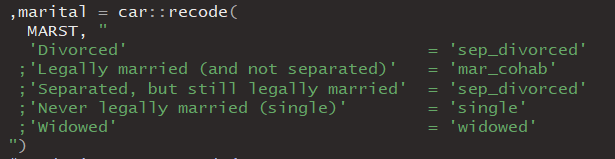 ,marital = car::recode(
  MARST, "
  'Divorced'                               = 'sep_divorced'
 ;'Legally married (and not separated)'    = 'mar_cohab'
 ;'Separated, but still legally married'   = 'sep_divorced'
 ;'Never legally married (single)'         = 'single'
 ;'Widowed'                                = 'widowed'
")